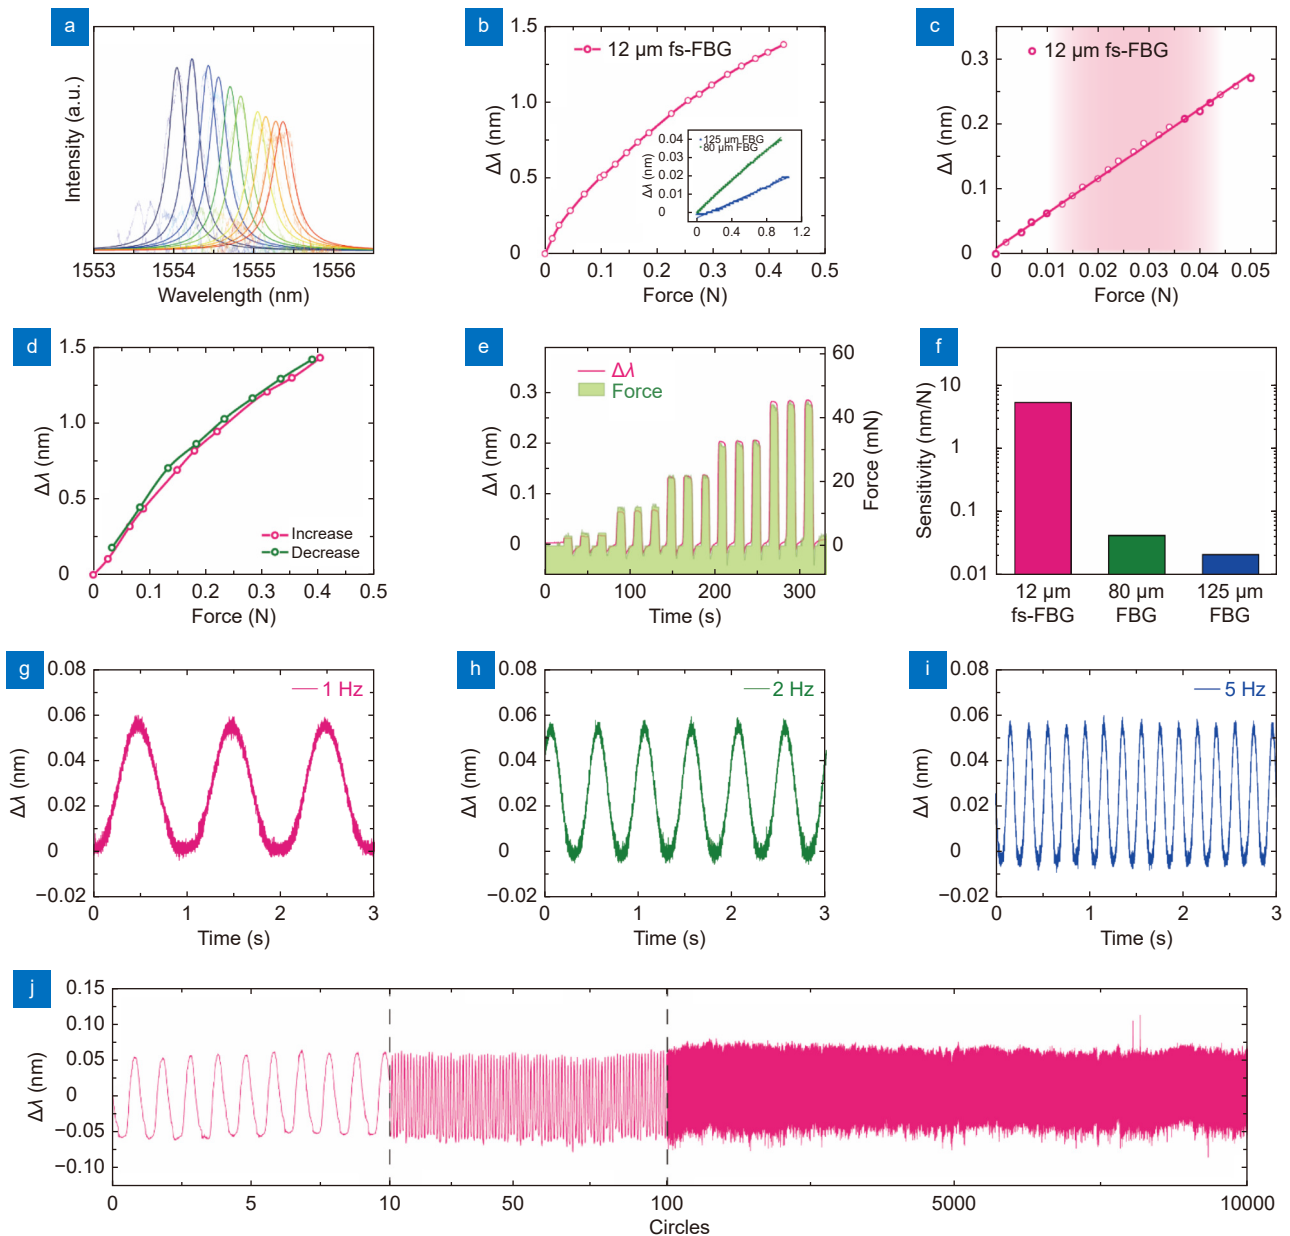 a
Intensity (a.u.)
1553 1554 1555 1556
Wavelength (nm)
b
12 μm fs-FBG
Δλ (nm)
1.5
1.0
0.5
0
0 0.1 0.2 0.3 0.4 0.5
Force (N)
125 μm FBG
80 μm FBG
Δλ (nm)
0.04
0.03
0.02
0.01
0
0 0.4 0.8 1.2
c
12 μm fs-FBG
Δλ (nm)
0.3
0.2
0.1
0
0 0.01 0.02 0.03 0.04 0.05
Force (N)
d
Δλ (nm)
1.5
1.0
0.5
0
Increase
Decrease
0 0.1 0.2 0.3 0.4 0.5
Force (N)
e
Δλ
Force
Δλ (nm)
0.3
0.2
0.1
0
Force (mN)
60
40
20
0
0 100 200 300
Time (s)
f
Sensitivity (nm/N)
10
1
0.1
0.01
12 μm 80 μm 125 μm
fs-FBG FBG FBG
g
1 Hz
Δλ (nm)
0.08
0.06
0.04
0.02
0
−0.02
0 1 2 3
Time (s)
h
2 Hz
Δλ (nm)
0.08
0.06
0.04
0.02
0
−0.02
0 1 2 3
Time (s)
i
5 Hz
Δλ (nm)
0.08
0.06
0.04
0.02
0
−0.02
0 1 2 3
Time (s)
j
Δλ (nm)
0.15
0.10
0.05
0
−0.05
−0.10
0 5 10 50 100 5000 10000
Circles